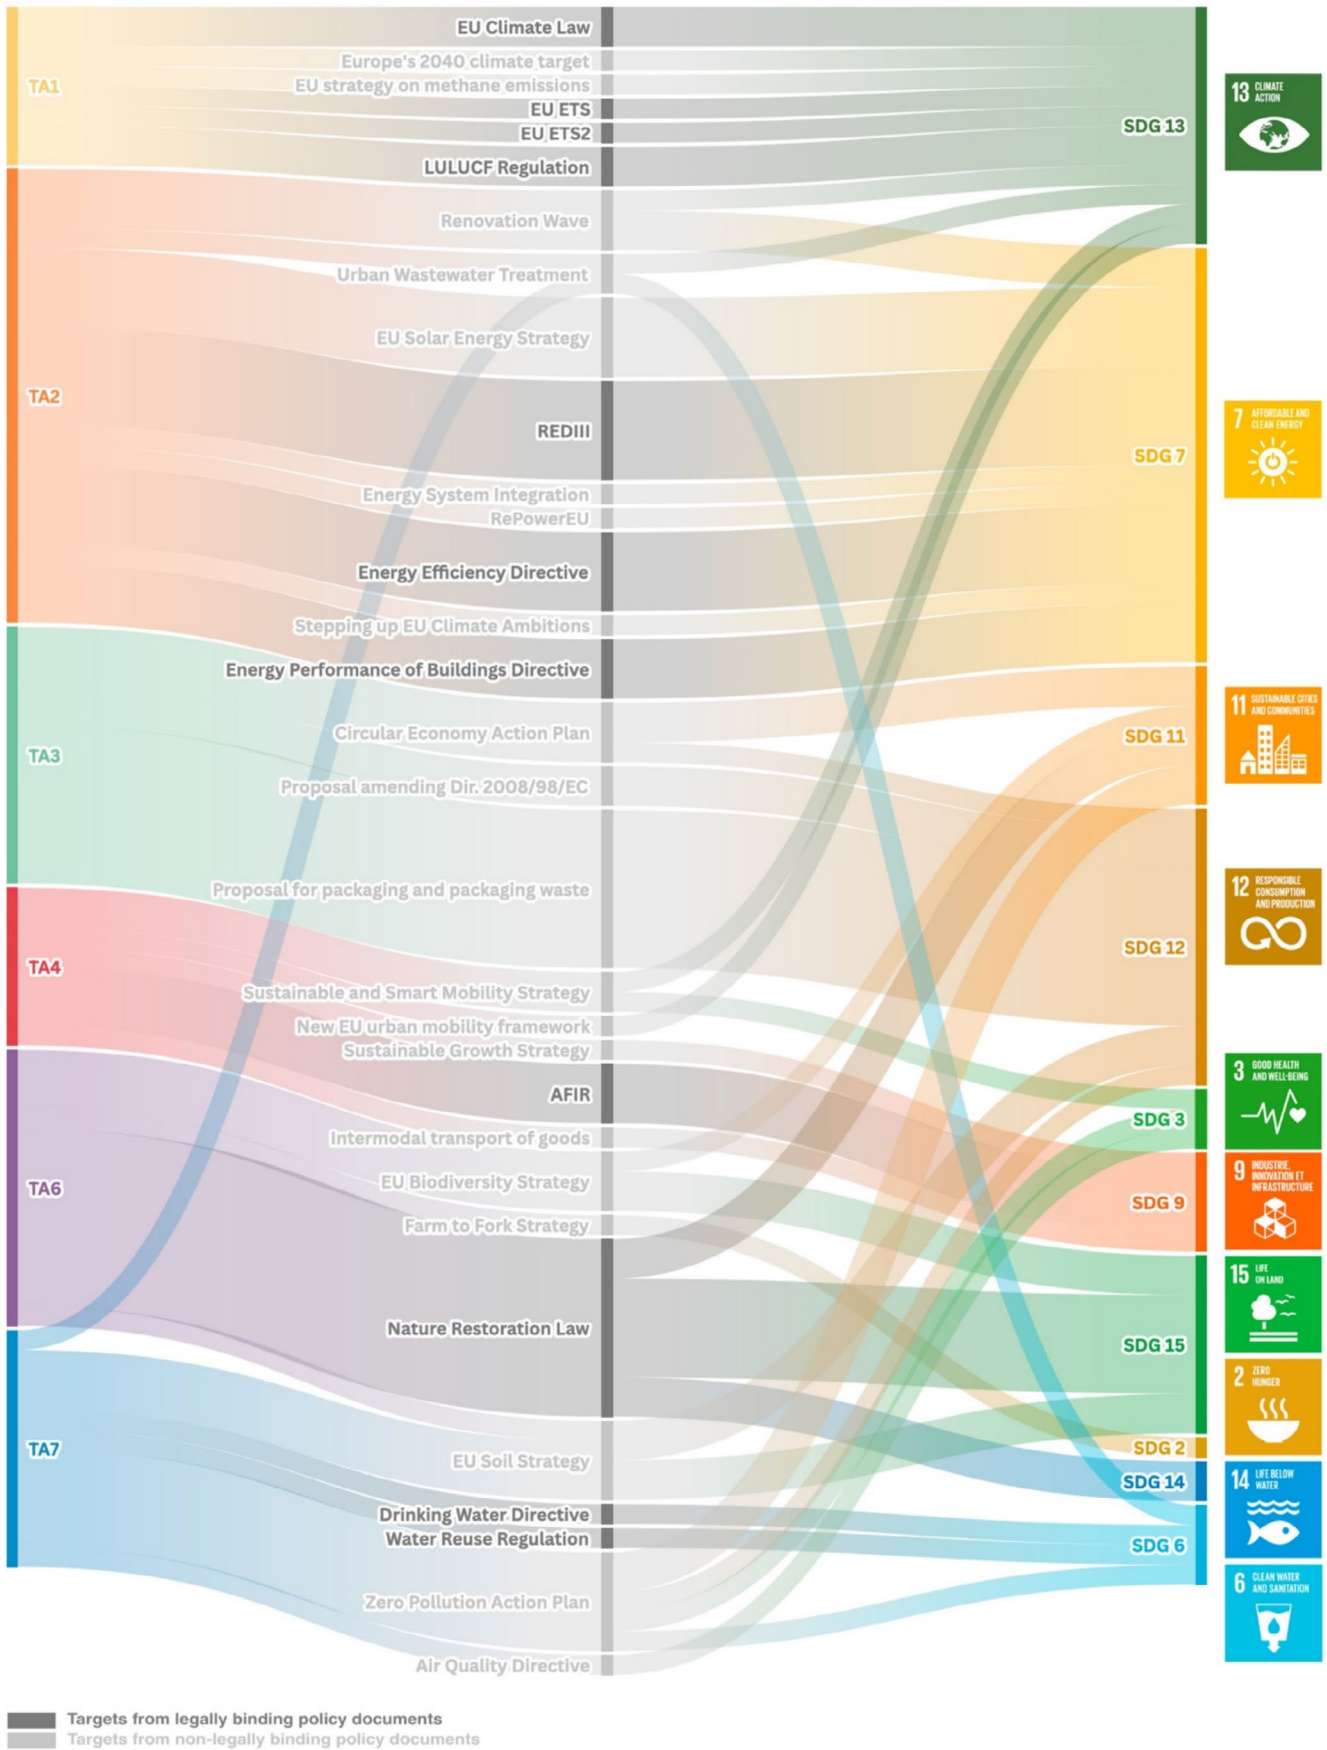 TA1
TA2
TA3
TA4
TA6
TA7
EU Climate Law
Europe's 2040 climate target
EU strategy on methane emissions
EU ETS
EU ETS2
LULUCF Regulation
Renovation Wave
Urban Wastewater Treatment
EU Solar Energy Strategy
REDIII
Energy System Integration
RePowerEU
Energy Efficiency Directive
Stepping up EU Climate Ambitions
Energy Performance of Buildings Directive
Circular Economy Action Plan
Proposal amending Dir. 2008/98/EC
Proposal for packaging and packaging waste
Sustainable and Smart Mobility Strategy
New EU urban mobility framework
Sustainable Growth Strategy
AFIR
Intermodal transport of goods
EU Biodiversity Strategy
Farm to Fork Strategy
Nature Restoration Law
EU Soil Strategy
Drinking Water Directive
Water Reuse Regulation
Zero Pollution Action Plan
Air Quality Directive
SDG 13
SDG 7
SDG 11
SDG 12
SDG 3
SDG 9
SDG 15
SDG 2
SDG 14
SDG 6
13 CLIMATE
ACTION
7 AFFORDABLE AND
CLEAN ENERGY
11 SUSTAINABLE CITIES
AND COMMUNITIES
12 RESPONSIBLE
CONSUMPTION
AND PRODUCTION
3 GOOD HEALTH
AND WELL-BEING
9 INDUSTRIE,
INNOVATION ET
INFRASTRUCTURE
15 LIFE
ON LAND
2 ZERO
HUNGER
14 LIFE BELOW
WATER
6 CLEAN WATER
AND SANITATION
Targets from legally binding policy documents
Targets from non-legally binding policy documents